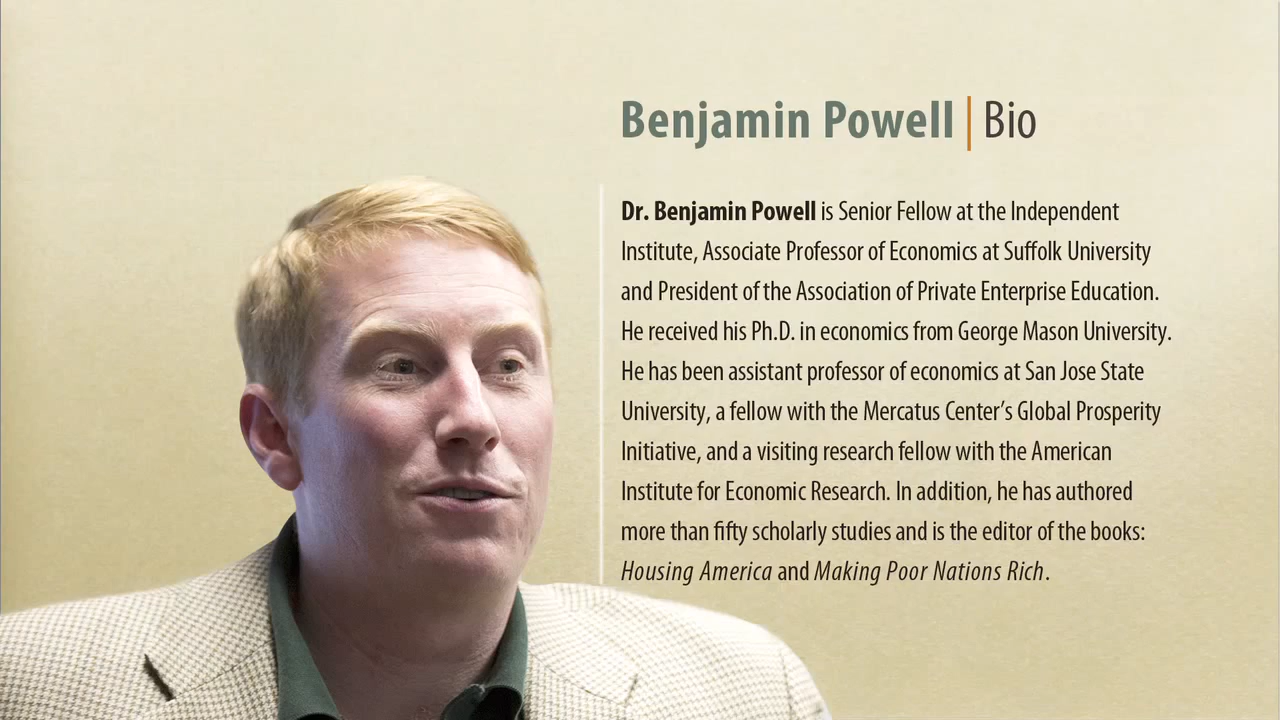 Benjamin Powell | Bio
Dr. Benjamin Powell is Senior Fellow at the Independent
Institute, Associate Professor of Economics at Suffolk University
and President of the Association of Private Enterprise Education.
He received his Ph.D. in economics from George Mason University.
He has been assistant professor of economics at San Jose State
University, a fellow with the Mercatus Center’s Global Prosperity
Initiative, and a visiting research fellow with the American
Institute for Economic Research. In addition, he has authored
more than fifty scholarly studies and is the editor of the books:
Housing America and Making Poor Nations Rich.